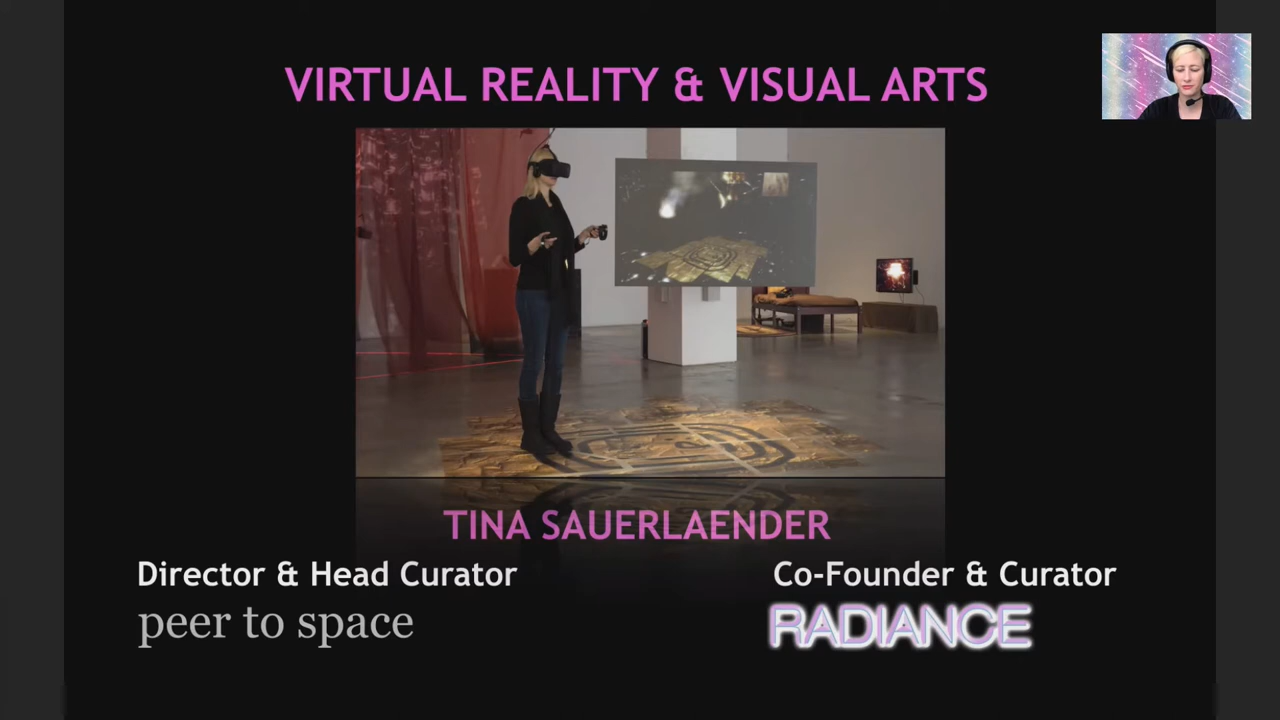 VIRTUAL REALITY & VISUAL ARTS
TINA SAUERLAENDER
Director & Head Curator
peer to space
Co-Founder & Curator
RADIANCE